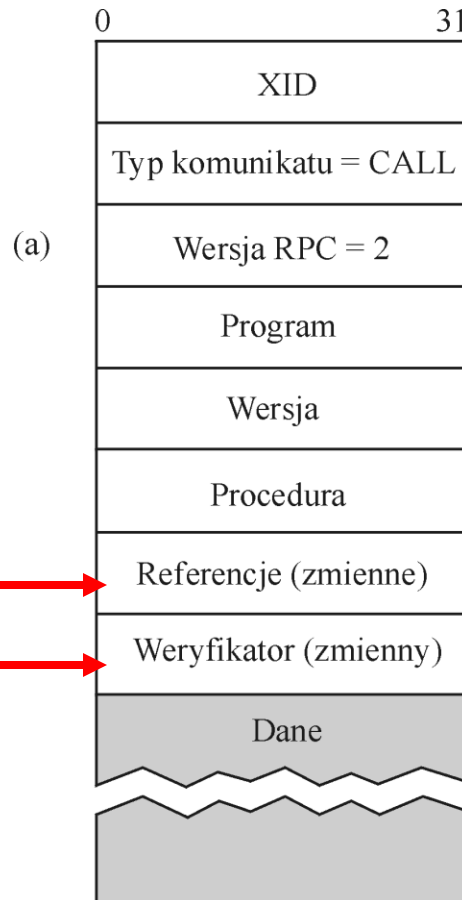 0 31
XID
Typ komunikatu = CALL
(a)
Wersja RPC = 2
Program
Wersja
Procedura
Referencje (zmienne)
Weryfikator (zmienny)
Dane